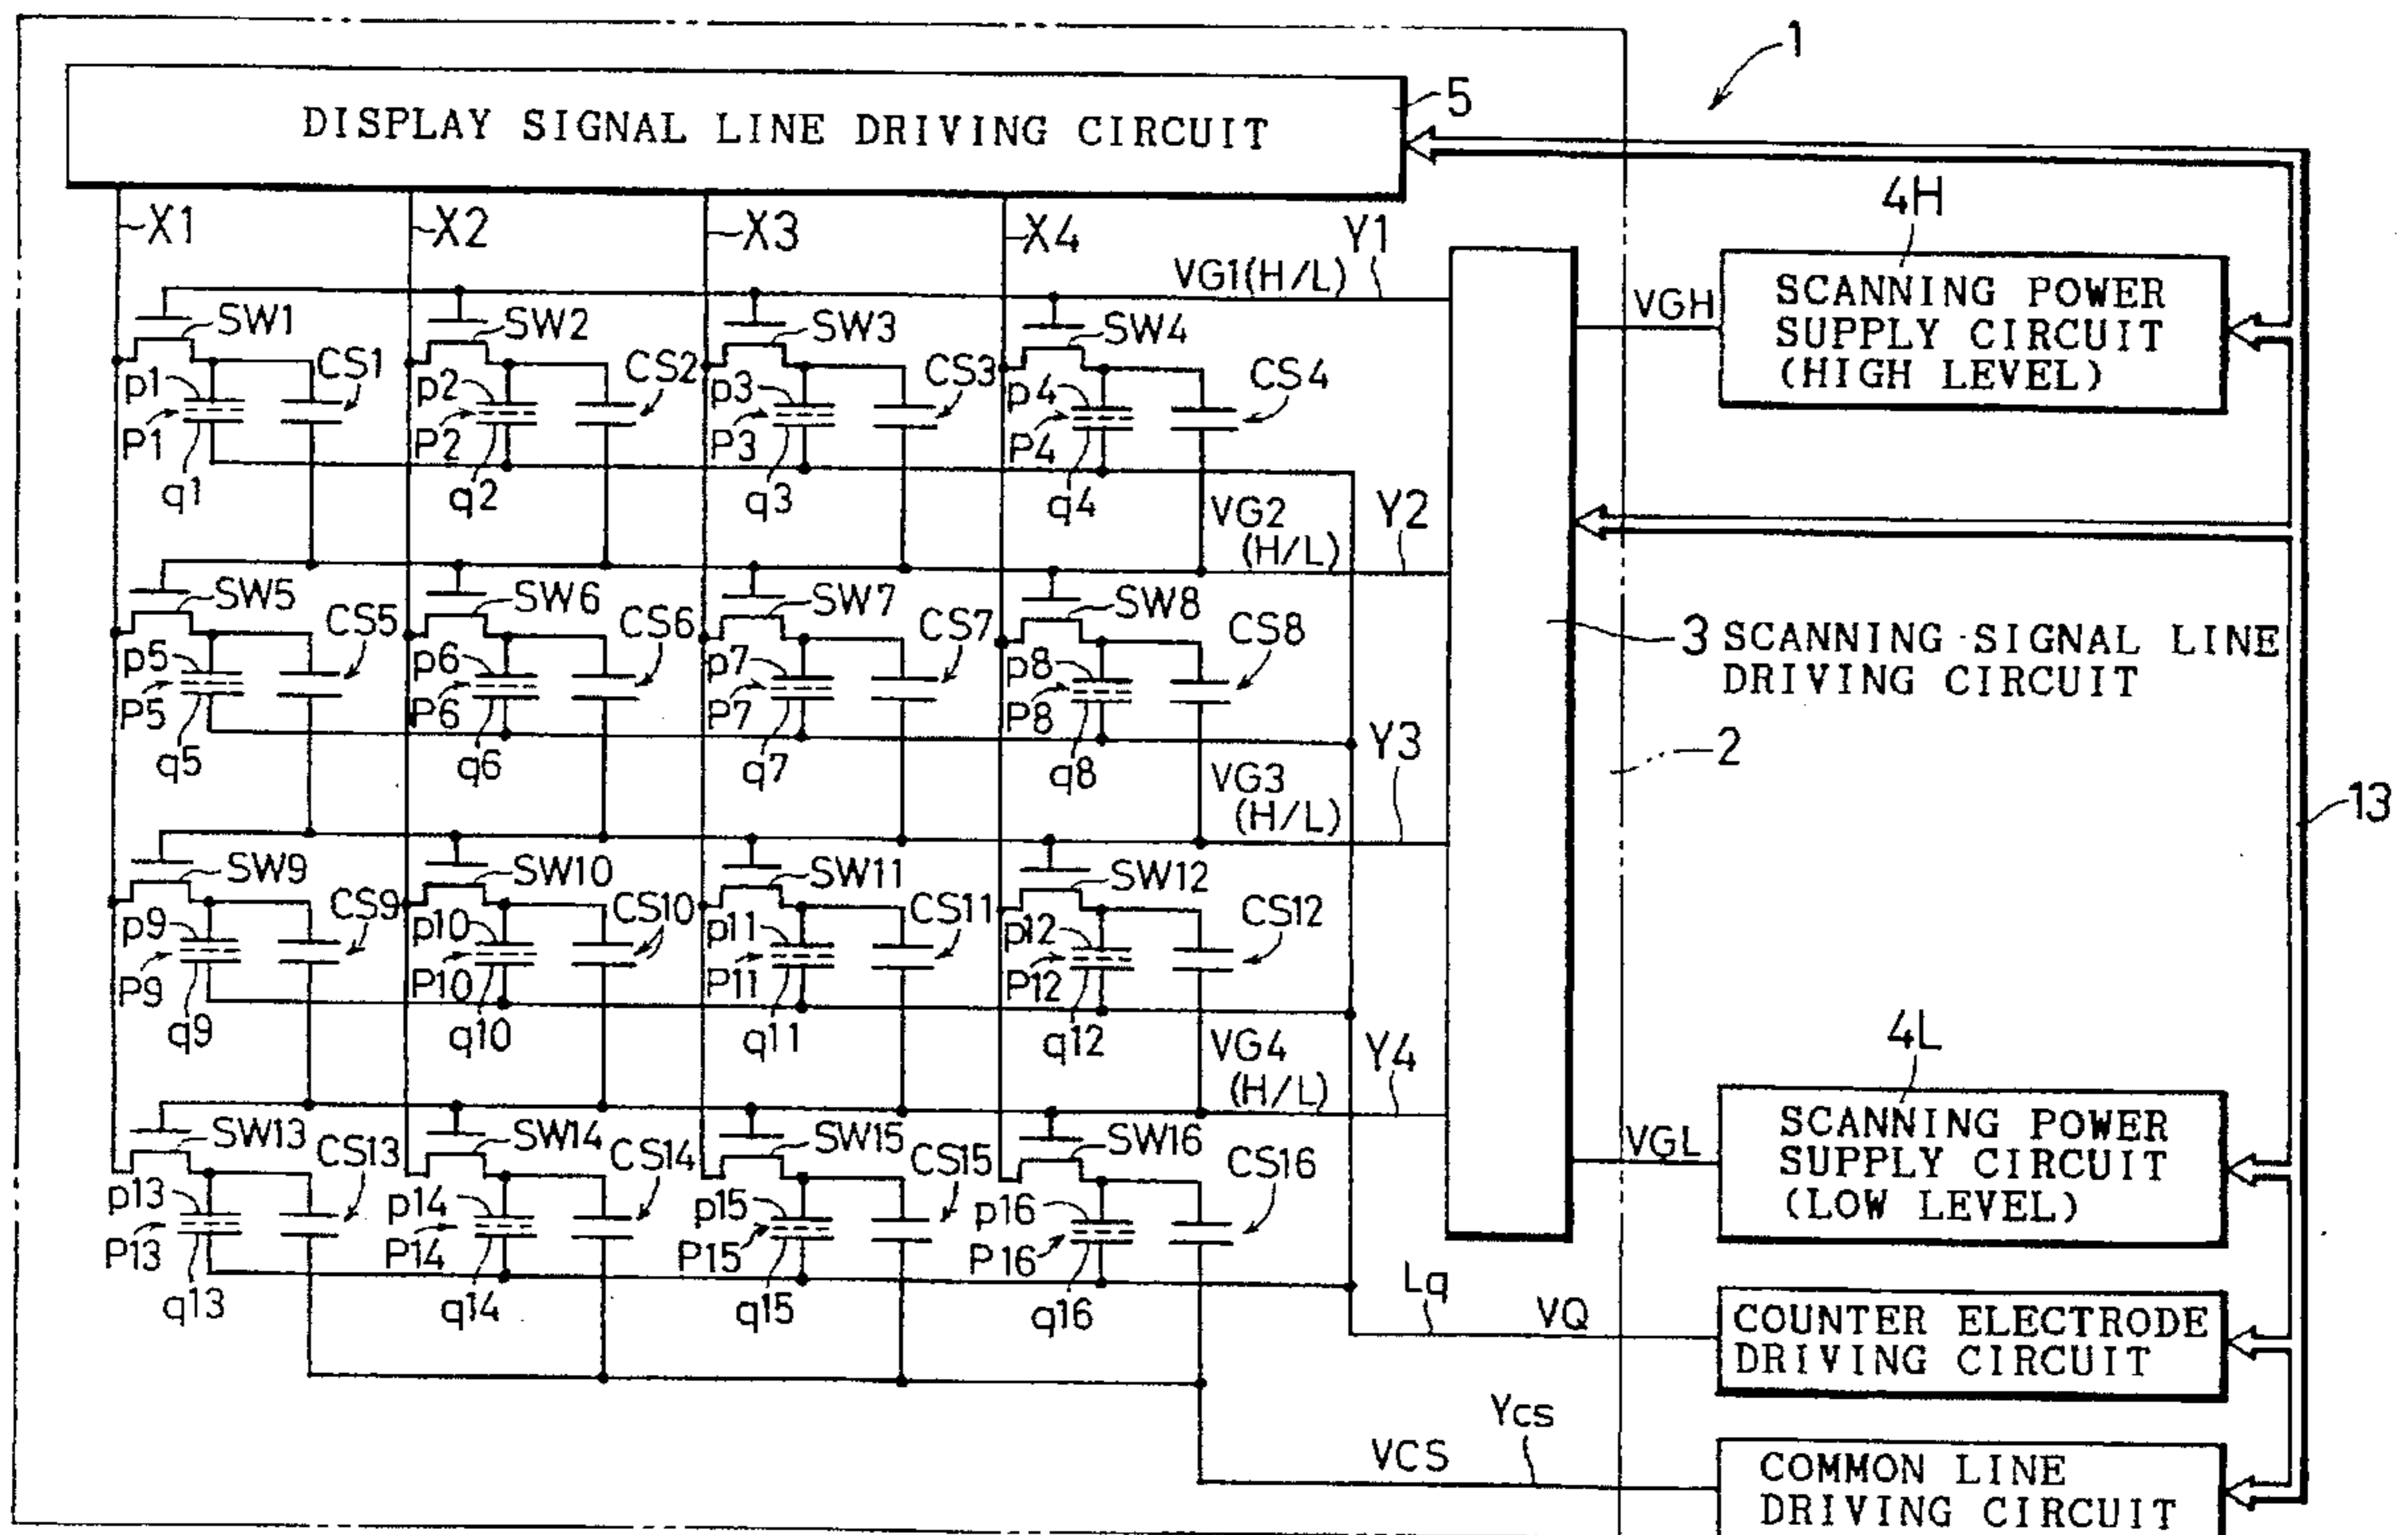 1
DISPLAY SIGNAL LINE DRIVING CIRCUIT
5
X1 X2 X3 X4 Y1
4H
VG1(H/L)
SCANNING POWER
SUPPLY CIRCUIT
(HIGH LEVEL)
VGH
SW1 SW2 SW3 SW4
CS1 CS2 CS3 CS4
p1 p2 p3 p4
P1 P2 P3 P4
q1 q2 q3 q4
VG2
(H/L)
Y2
SW5 SW6 SW7 SW8
CS5 CS6 CS7 CS8
p5 p6 p7 p8
P5 P6 P7 P8
q5 q6 q7 q8
3 SCANNING SIGNAL LINE
DRIVING CIRCUIT
2
VG3
(H/L)
Y3
13
SW9 SW10 SW11 SW12
CS9 CS10 CS11 CS12
p9 p10 p11 p12
P9 P10 P11 P12
q9 q10 q11 q12
VG4
(H/L)
Y4
4L
SCANNING POWER
SUPPLY CIRCUIT
(LOW LEVEL)
VGL
SW13 SW14 SW15 SW16
CS13 CS14 CS15 CS16
p13 p14 p15 p16
P13 P14 P15 P16
q13 q14 q15 q16
Lq
VQ
COUNTER ELECTRODE
DRIVING CIRCUIT
Ycs
VCS
COMMON LINE
DRIVING CIRCUIT